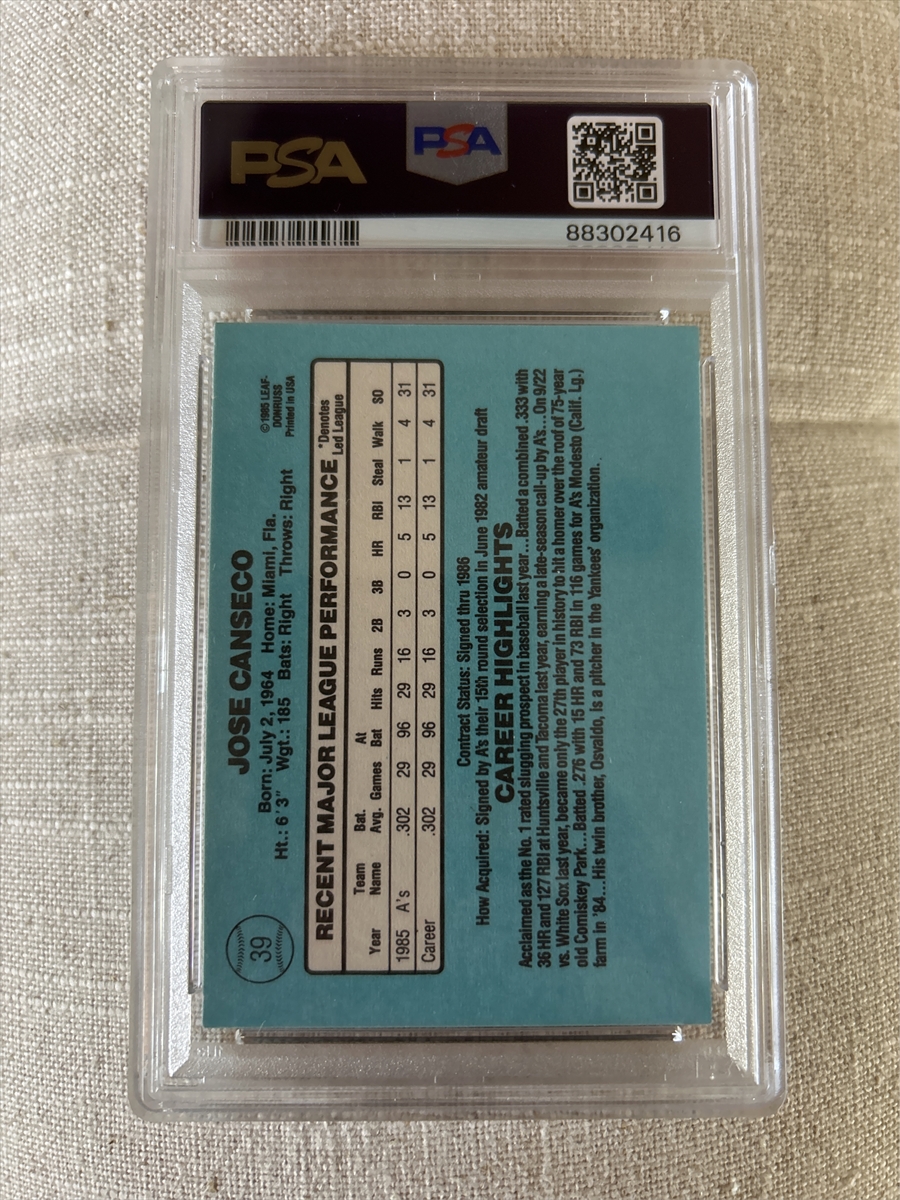 PSA
PSA
88302416
39
JOSE CANSECO
Born: July 2, 1964 Home: Miami, Fla.
Ht.: 6'3" Wgt.: 185 Bats: Right Throws: Right
©1985 LEAF-
DONRUSS
Printed in USA
RECENT MAJOR LEAGUE PERFORMANCE
*Denotes
Led League
Year Team Name Bat. Avg. Games At Bat Hits Runs 2B 3B HR RBI Steal Walk SO
1985 A's .302 29 96 29 16 3 0 5 13 1 4 31
Career .302 29 96 29 16 3 0 5 13 1 4 31
Contract Status: Signed thru 1986
How Acquired: Signed by A's their 15th round selection in June 1982 amateur draft
CAREER HIGHLIGHTS
Acclaimed as the No. 1 rated slugging prospect in baseball last year...Batted a combined .333 with
36 HR and 127 RBI at Huntsville and Tacoma last year, earning a late-season call-up by A's...On 9/22
vs. White Sox last year, became only the 27th player in history to hit a homer over the roof of 75-year
old Comiskey Park...Batted .276 with 15 HR and 73 RBI in 116 games for A's Modesto (Calif. Lg.)
farm in '84...His twin brother, Osvaldo, is a pitcher in the Yankees' organization.